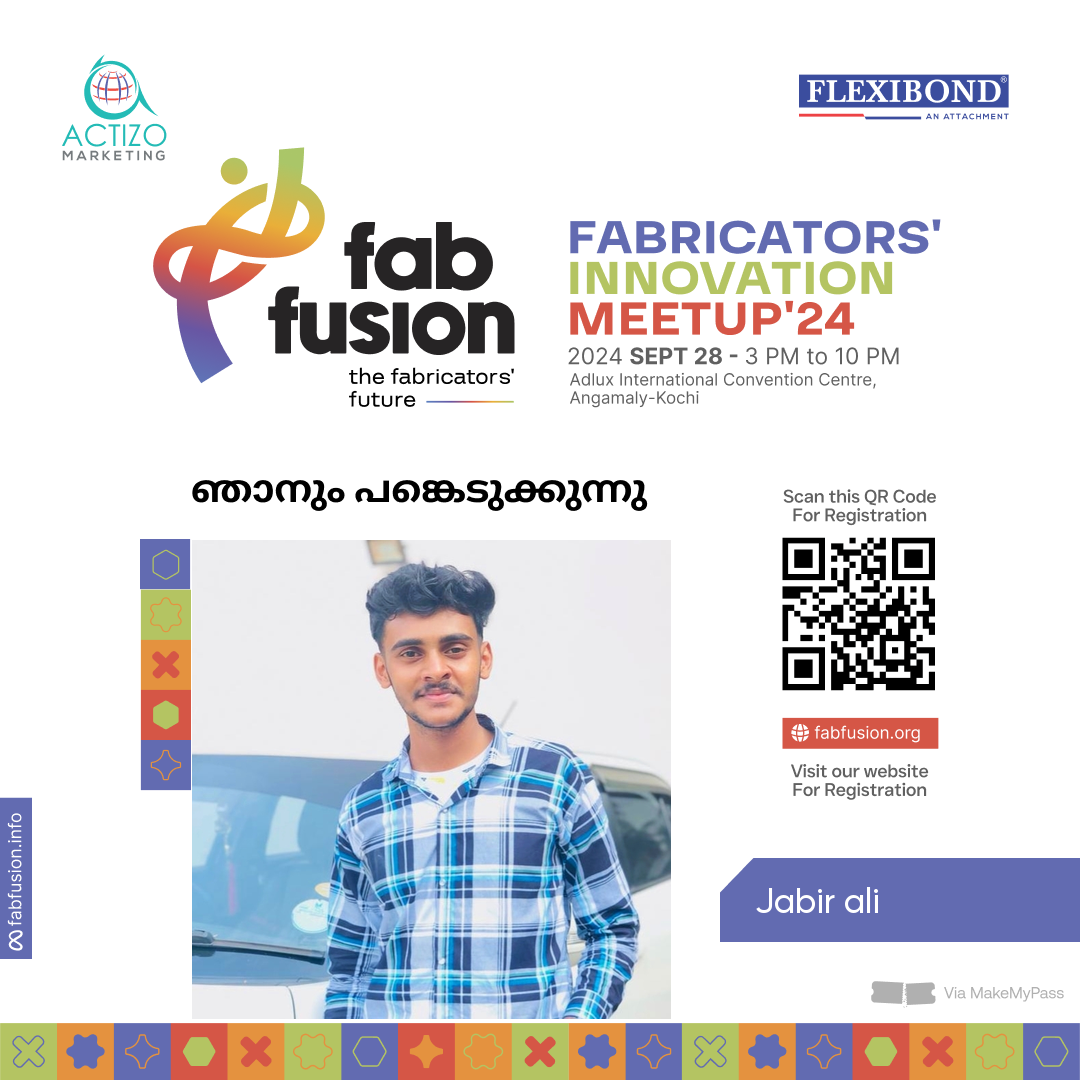 ACTIZO
MARKETING
FLEXIBOND®
AN ATTACHMENT
fab
fusion
the fabricators'
future
FABRICATORS'
INNOVATION
MEETUP'24
2024 SEPT 28 - 3 PM to 10 PM
Adlux International Convention Centre,
Angamaly-Kochi
ഞാനും പങ്കെടുക്കുന്നു
Scan this QR Code
For Registration
fabfusion.org
Visit our website
For Registration
fabfusion.info
Jabir ali
Via MakeMyPass